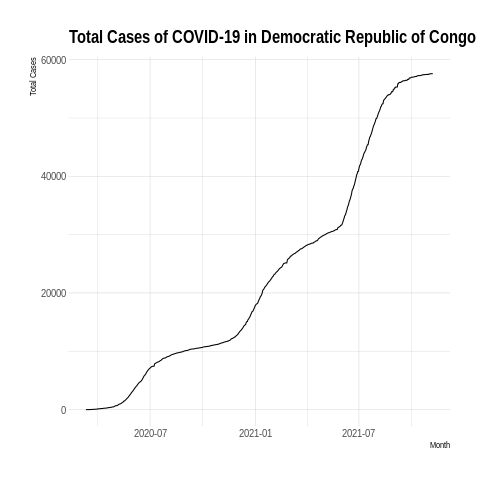 Total Cases of COVID-19 in Democratic Republic of Congo
Total Cases
60000
40000
20000
0
2020-07 2021-01 2021-07
Month